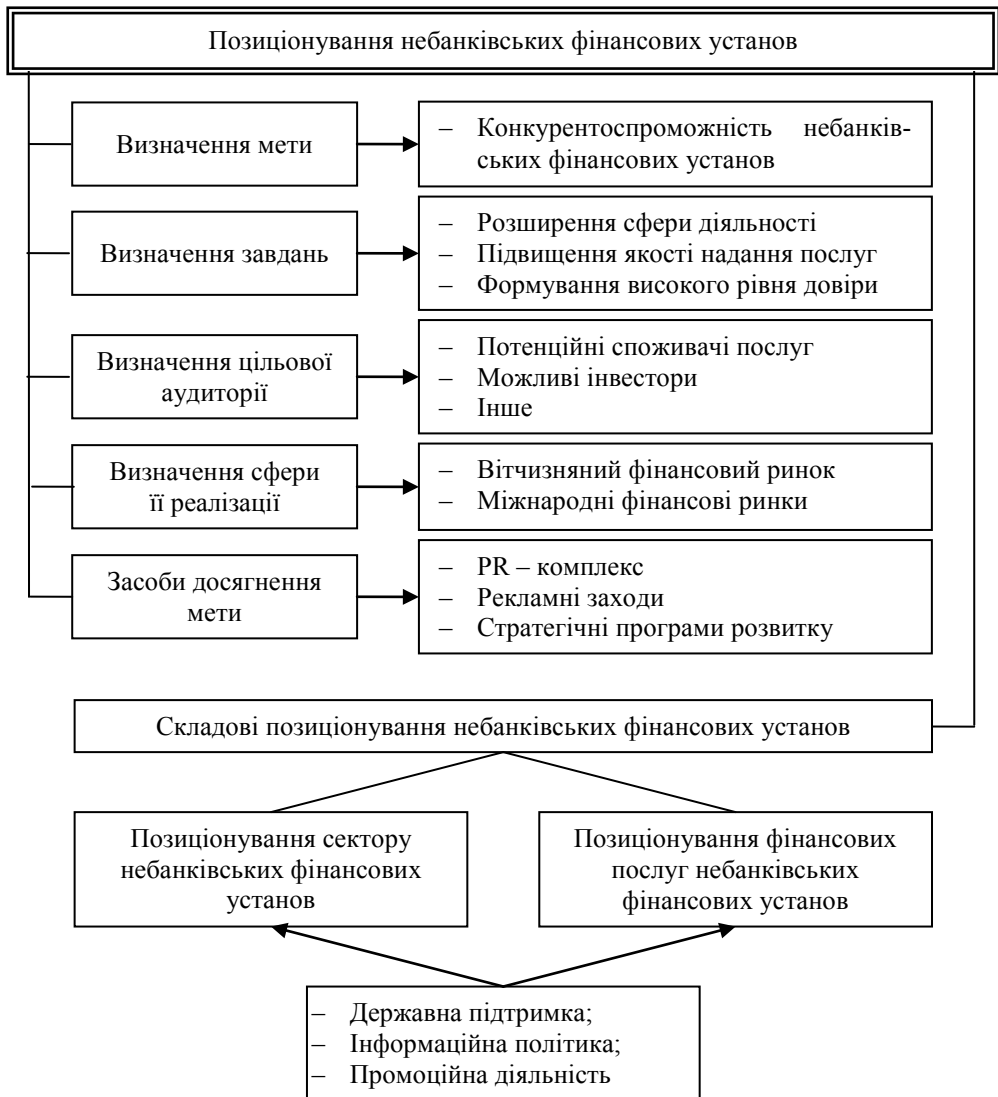 Позиціонування небанківських фінансових установ
Визначення мети
– Конкурентоспроможність небанків-
ських фінансових установ
Визначення завдань
– Розширення сфери діяльності
– Підвищення якості надання послуг
– Формування високого рівня довіри
Визначення цільової
аудиторії
– Потенційні споживачі послуг
– Можливі інвестори
– Інше
Визначення сфери
її реалізації
– Вітчизняний фінансовий ринок
– Міжнародні фінансові ринки
Засоби досягнення
мети
– PR – комплекс
– Рекламні заходи
– Стратегічні програми розвитку
Складові позиціонування небанківських фінансових установ
Позиціонування сектору
небанківських фінансових
установ
Позиціонування фінансових
послуг небанківських
фінансових установ
– Державна підтримка;
– Інформаційна політика;
– Промоційна діяльність